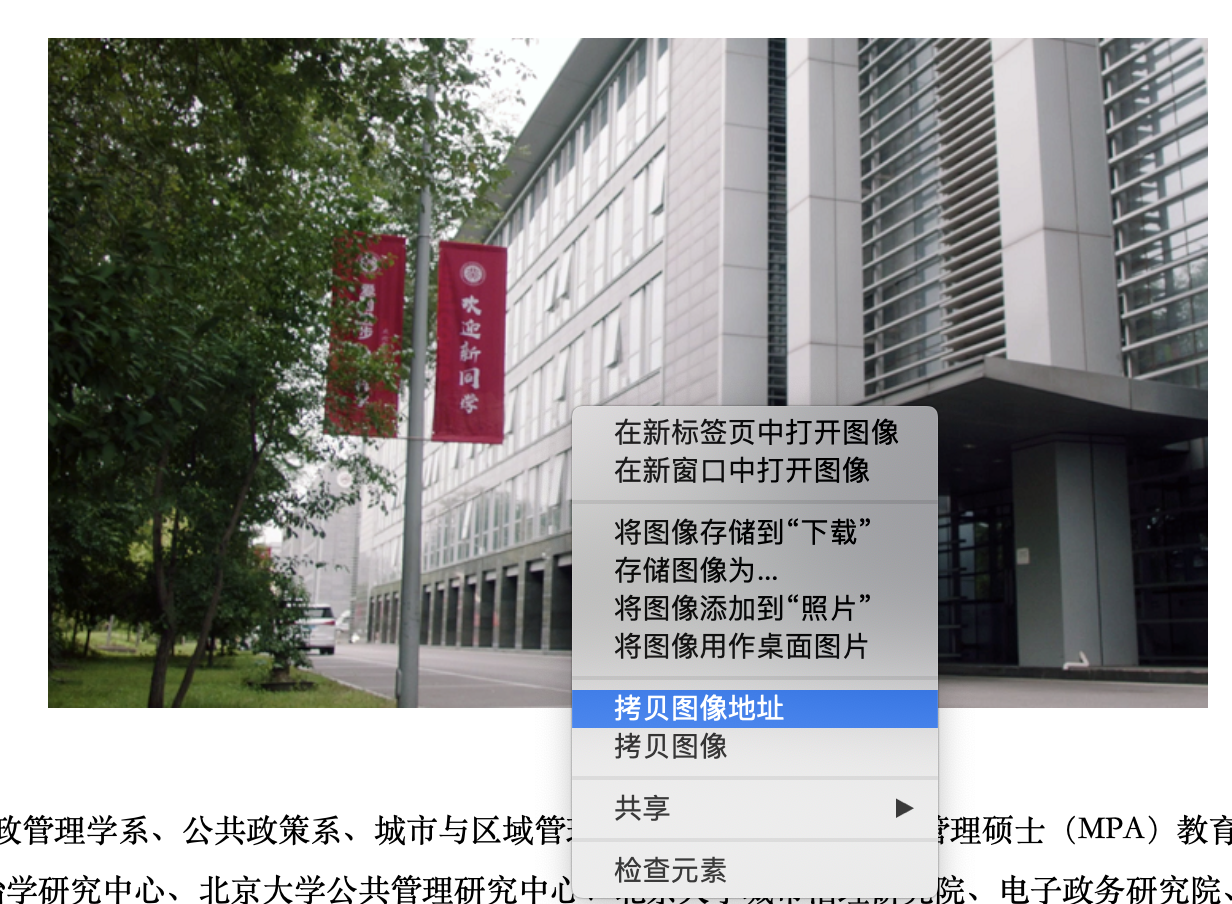 欢迎新同学
在新标签页中打开图像
在新窗口中打开图像
将图像存储到“下载”
存储图像为...
将图像添加到“照片”
将图像用作桌面图片
拷贝图像地址
拷贝图像
共享
检查元素
政管理学系、公共政策系、城市与区域管 管理硕士（MPA）教育
治学研究中心、北京大学公共管理研究中心、 院、电子政务研究院、